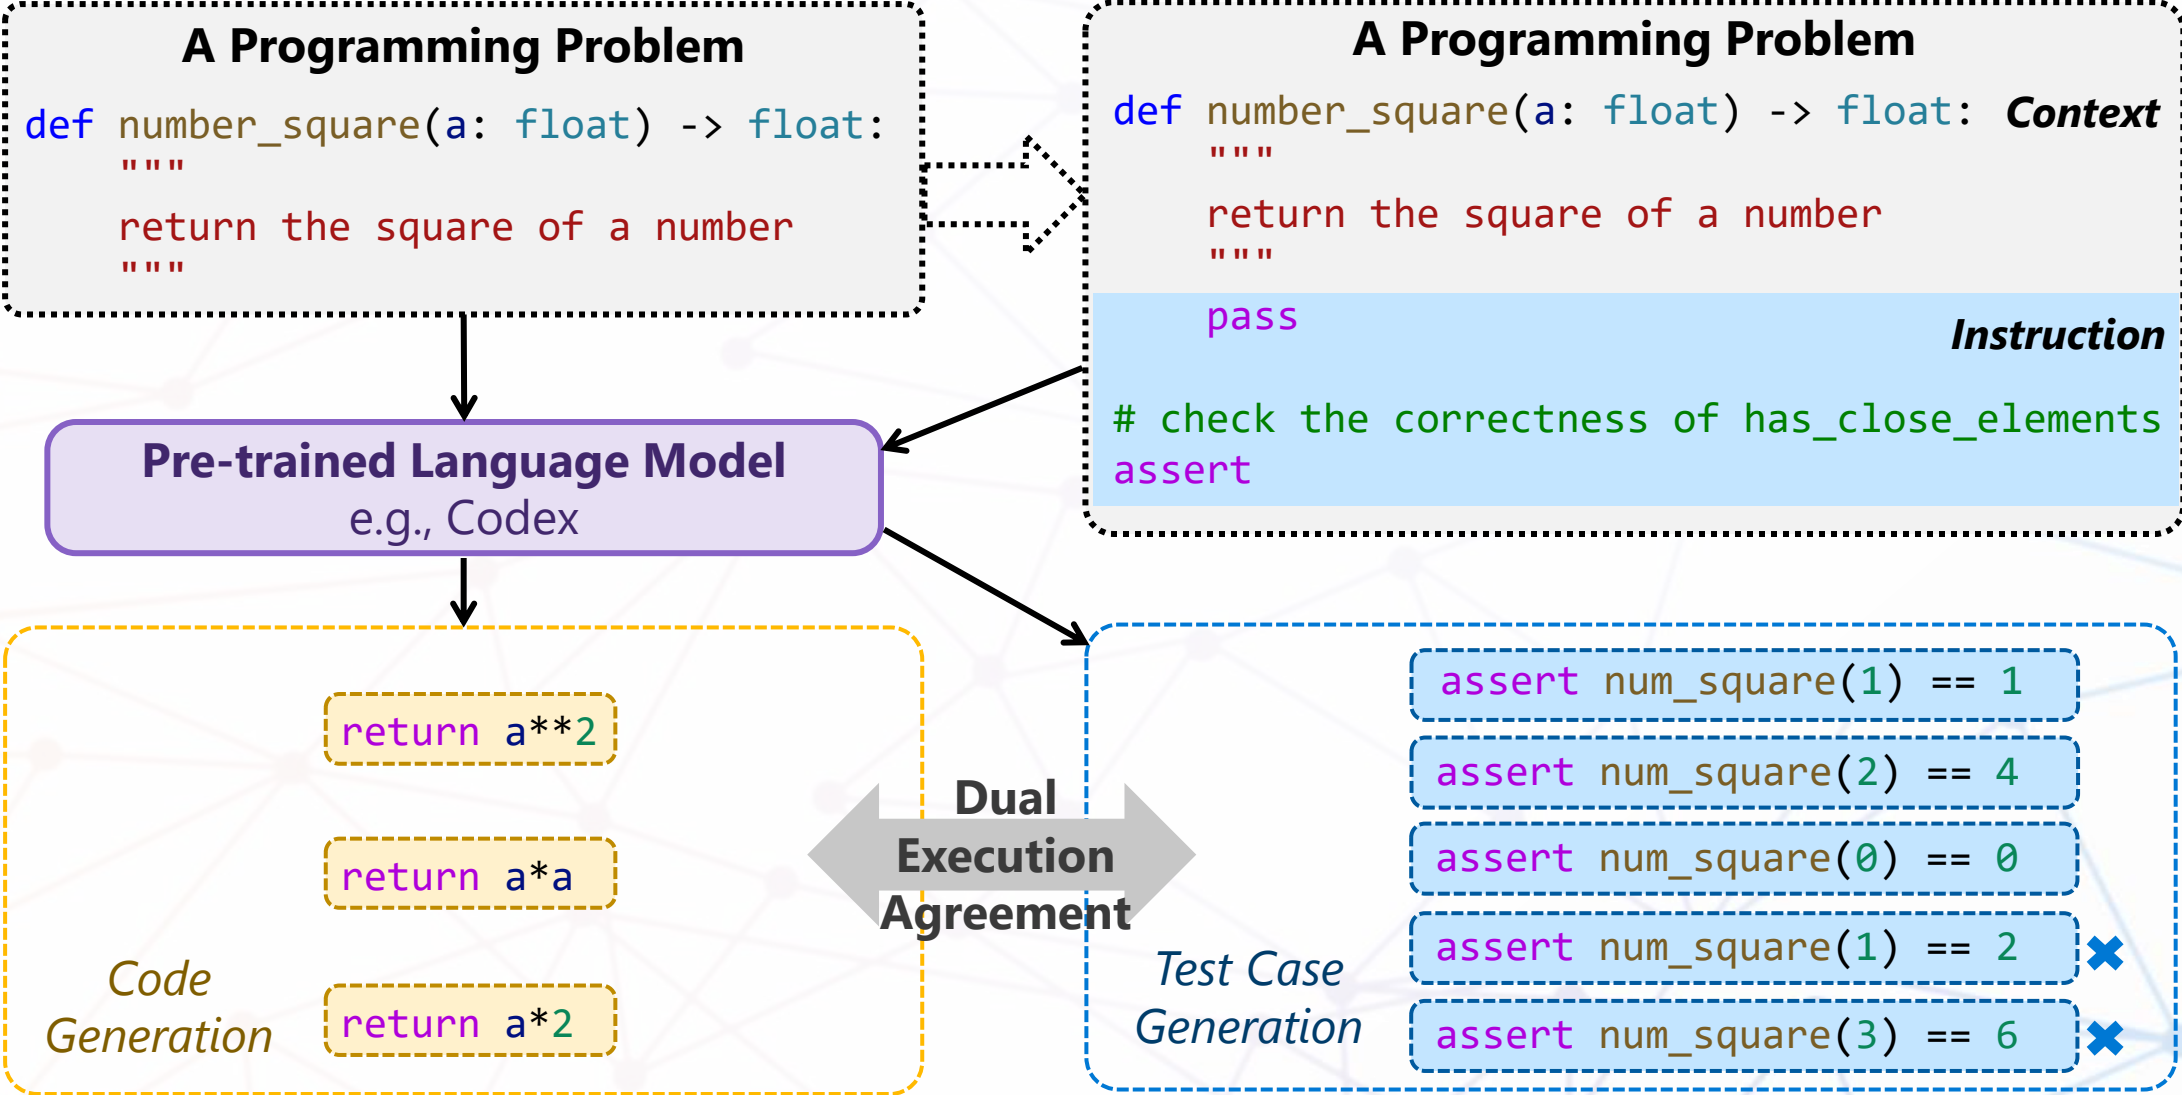 A Programming Problem
def number_square(a: float) -> float:
"""
return the square of a number
"""
A Programming Problem
def number_square(a: float) -> float: Context
"""
return the square of a number
"""
pass
Instruction
# check the correctness of has_close_elements
assert
Pre-trained Language Model
e.g., Codex
return a**2
return a*a
return a*2
Code
Generation
Dual
Execution
Agreement
assert num_square(1) == 1
assert num_square(2) == 4
assert num_square(0) == 0
assert num_square(1) == 2
assert num_square(3) == 6
Test Case
Generation